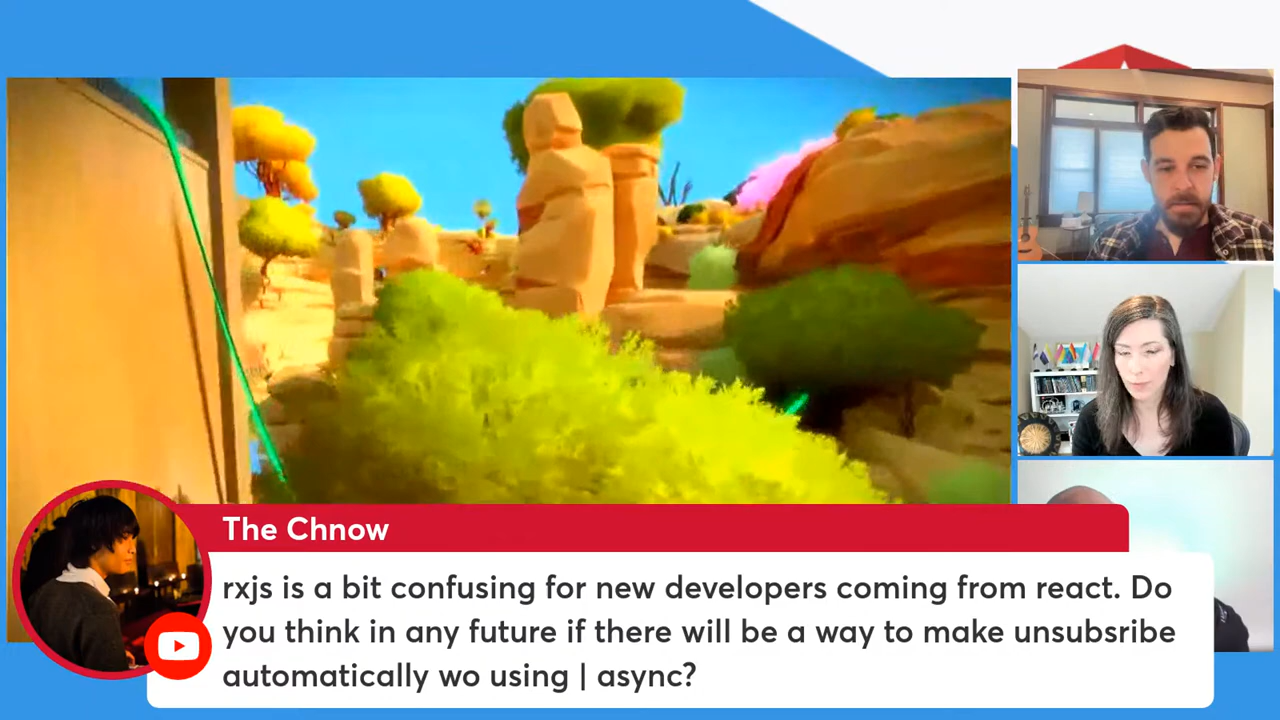 The Chnow
rxjs is a bit confusing for new developers coming from react. Do
you think in any future if there will be a way to make unsubsribe
automatically wo using | async?